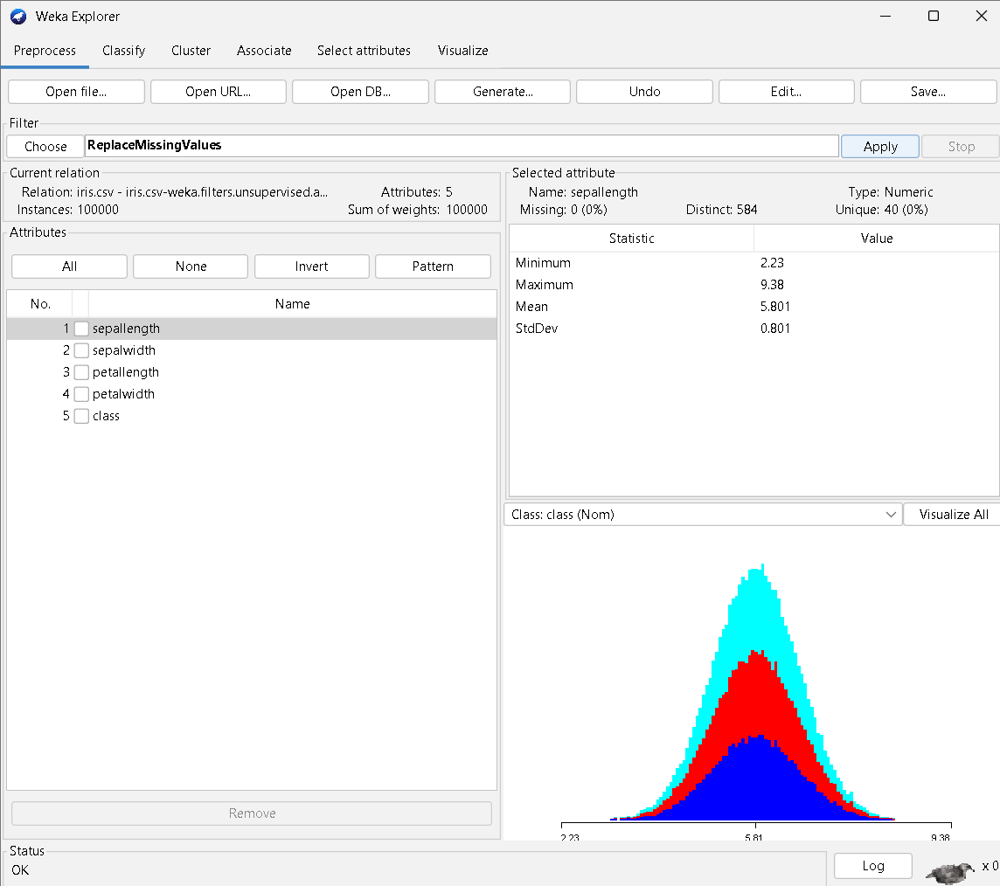 Weka Explorer
Preprocess Classify Cluster Associate Select attributes Visualize
Open file... Open URL... Open DB... Generate... Undo Edit... Save...
Filter
Choose ReplaceMissingValues Apply Stop
Current relation
Relation: iris.csv - iris.csv-weka.filters.unsupervised.a... Attributes: 5
Instances: 100000 Sum of weights: 100000
Selected attribute
Name: sepallength Type: Numeric
Missing: 0 (0%) Distinct: 584 Unique: 40 (0%)
Attributes
All None Invert Pattern
No. Name
1 sepallength
2 sepalwidth
3 petallength
4 petalwidth
5 class
Remove
Statistic Value
Minimum 2.23
Maximum 9.38
Mean 5.801
StdDev 0.801
Class: class (Nom) Visualize All
2.23 5.81 9.38
Status
OK
Log x 0